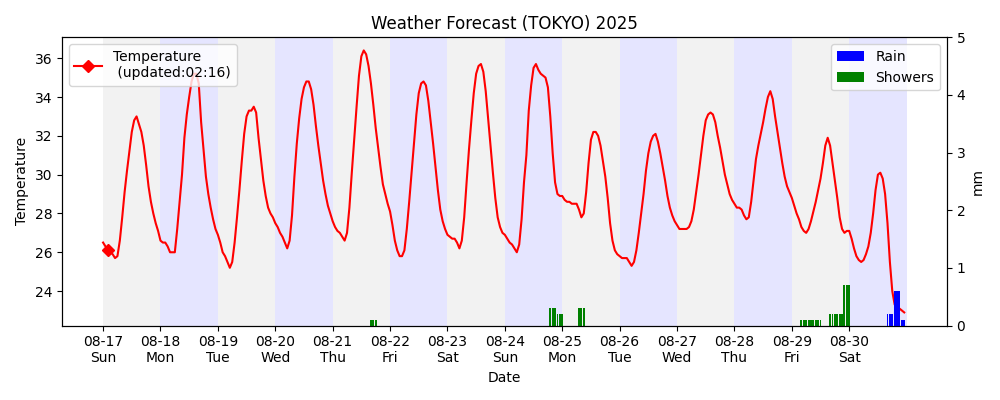 Weather Forecast (TOKYO) 2025
Temperature
(updated:02:16)
Rain
Showers
Temperature
36
34
32
30
28
26
24
5
4
3
2
1
0
mm
08-17 08-18 08-19 08-20 08-21 08-22 08-23 08-24 08-25 08-26 08-27 08-28 08-29 08-30
Sun Mon Tue Wed Thu Fri Sat Sun Mon Tue Wed Thu Fri Sat
Date